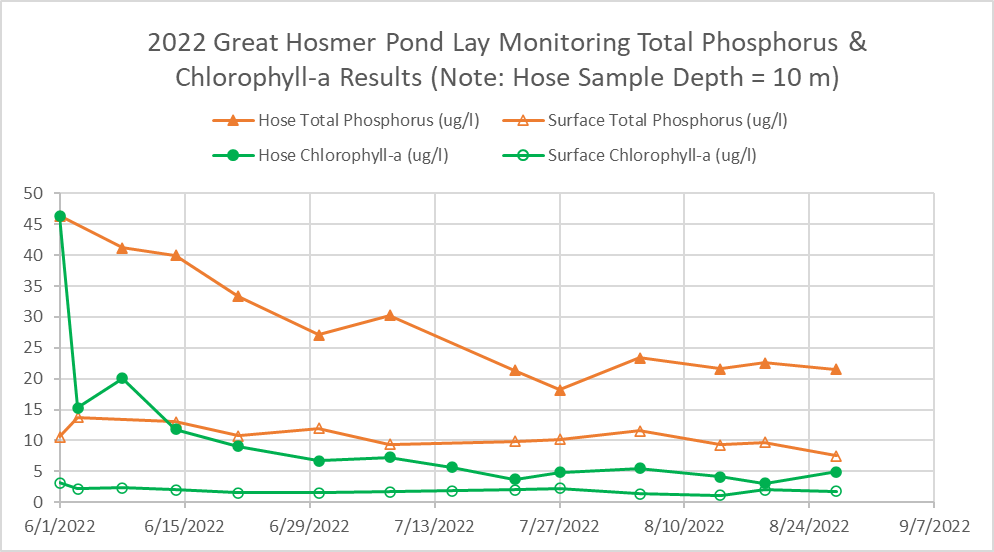 2022 Great Hosmer Pond Lay Monitoring Total Phosphorus &
Chlorophyll-a Results (Note: Hose Sample Depth = 10 m)
Hose Total Phosphorus (ug/l)
Surface Total Phosphorus (ug/l)
Hose Chlorophyll-a (ug/l)
Surface Chlorophyll-a (ug/l)
50
45
40
35
30
25
20
15
10
5
0
6/1/2022 6/15/2022 6/29/2022 7/13/2022 7/27/2022 8/10/2022 8/24/2022 9/7/2022